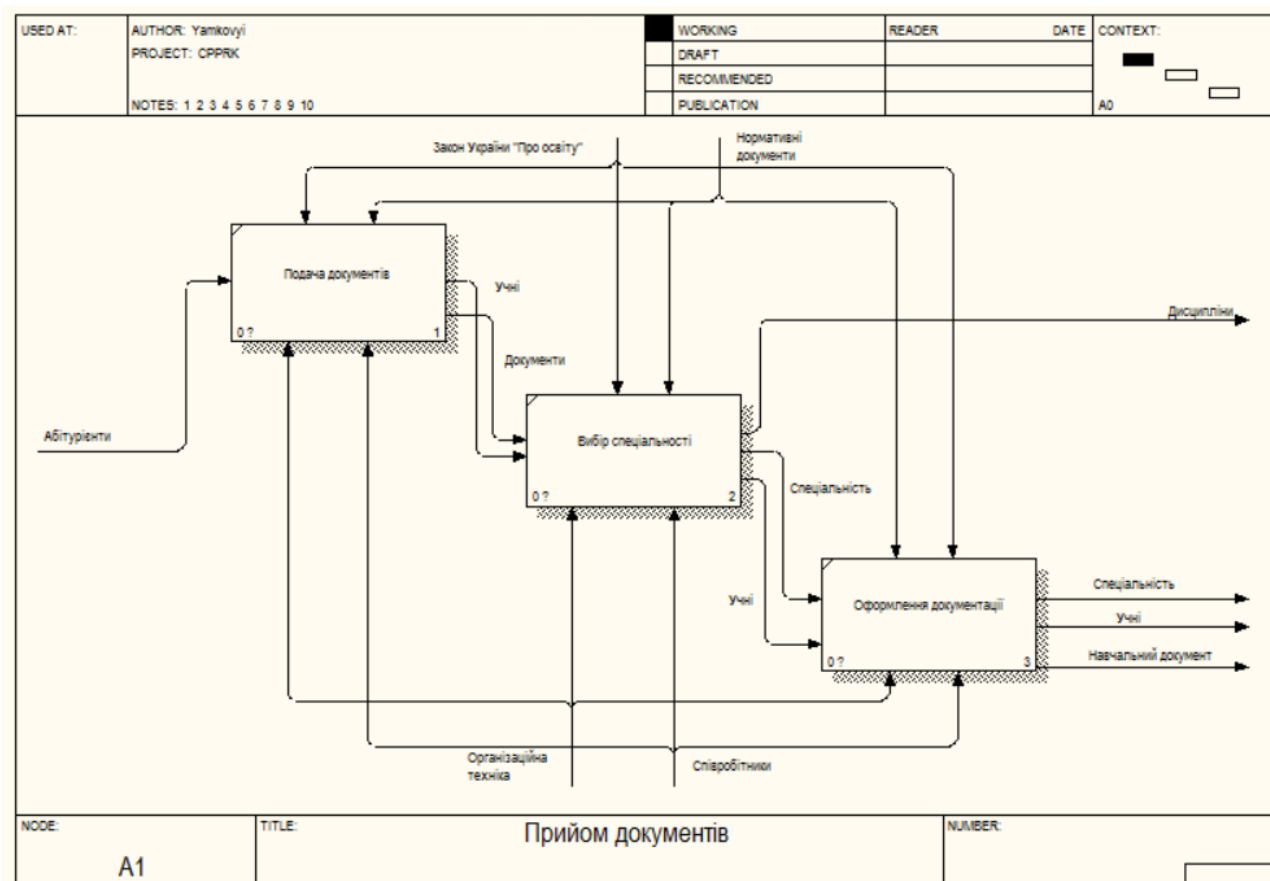 USED AT:
AUTHOR: Yamkovyi
PROJECT: CPPRK
NOTES: 1 2 3 4 5 6 7 8 9 10
WORKING
DRAFT
RECOMMENDED
PUBLICATION
READER
DATE
CONTEXT:
A0
Закон України "Про освіту"
Нормативні
документи
Подача документів
0 ?
1
Учні
Документи
Дисципліни
Абітурієнти
Вибір спеціальності
0 ?
2
Спеціальність
Учні
Оформлення документації
0 ?
3
Спеціальність
Учні
Навчальний документ
Організаційна
техніка
Співробітники
NODE:
A1
TITLE:
Прийом документів
NUMBER: